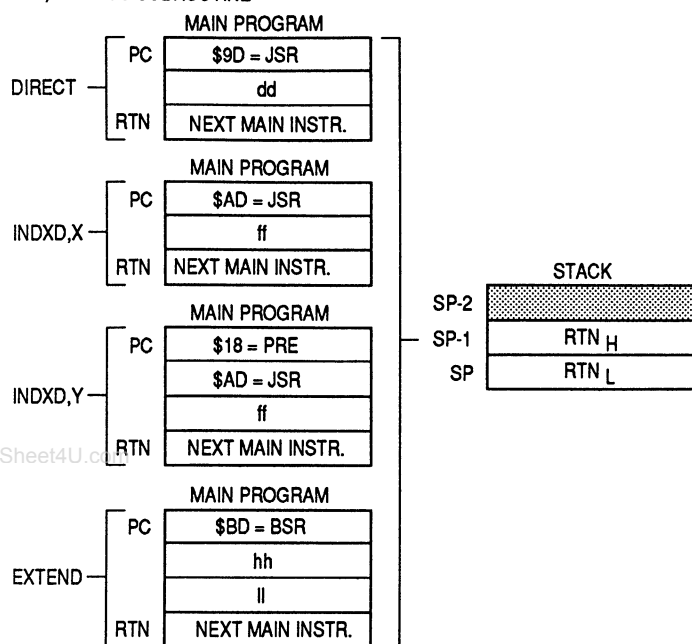 MAIN PROGRAM
PC $9D = JSR
DIRECT
dd
RTN NEXT MAIN INSTR.
MAIN PROGRAM
PC $AD = JSR
INDXD,X
ff
RTN NEXT MAIN INSTR.
STACK
SP-2
SP-1 RTN H
SP RTN L
MAIN PROGRAM
PC $18 = PRE
$AD = JSR
INDXD,Y
ff
RTN NEXT MAIN INSTR.
Sheet4U.com
MAIN PROGRAM
PC $BD = BSR
hh
EXTEND
ll
RTN NEXT MAIN INSTR.